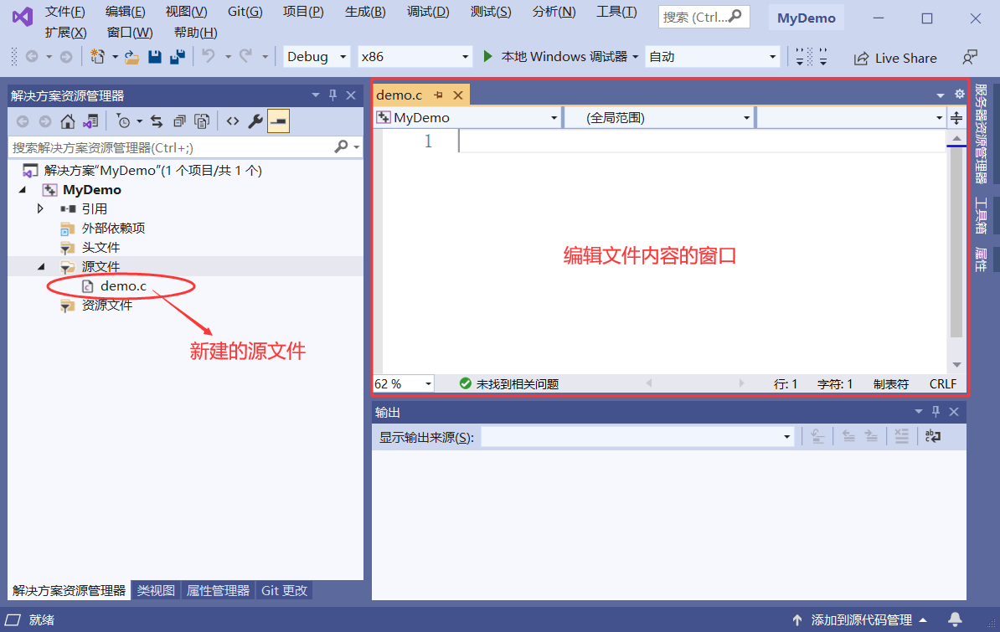 文件(F) 编辑(E) 视图(V) Git(G) 项目(P) 生成(B) 调试(D) 测试(S) 分析(N) 工具(T) 搜索 (Ctrl... MyDemo
扩展(X) 窗口(W) 帮助(H)
Debug x86 本地 Windows 调试器 自动 Live Share
解决方案资源管理器
搜索解决方案资源管理器(Ctrl+;)
解决方案"MyDemo"(1 个项目/共 1 个)
MyDemo
引用
外部依赖项
头文件
源文件
demo.c
资源文件
新建的源文件
解决方案资源管理器 类视图 属性管理器 Git 更改
demo.c
MyDemo (全局范围)
1
编辑文件内容的窗口
62 % 未找到相关问题 行: 1 字符: 1 制表符 CRLF
输出
显示输出来源(S):
服务器资源管理器
工具箱
属性
就绪 添加到源代码管理